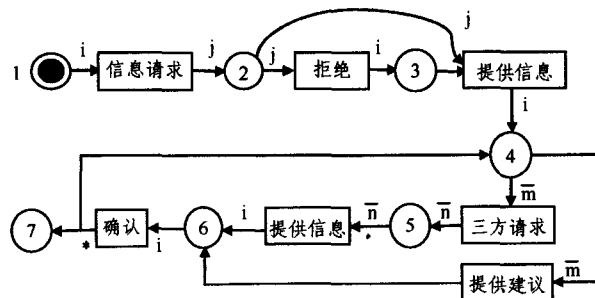 j
1 i 信息请求 j 2 j 拒绝 i 3 提供信息
i
4
m̅
7 * 确认 i 6 i 提供信息 n̅ 5 n̅ 三方请求
提供建议 m̅